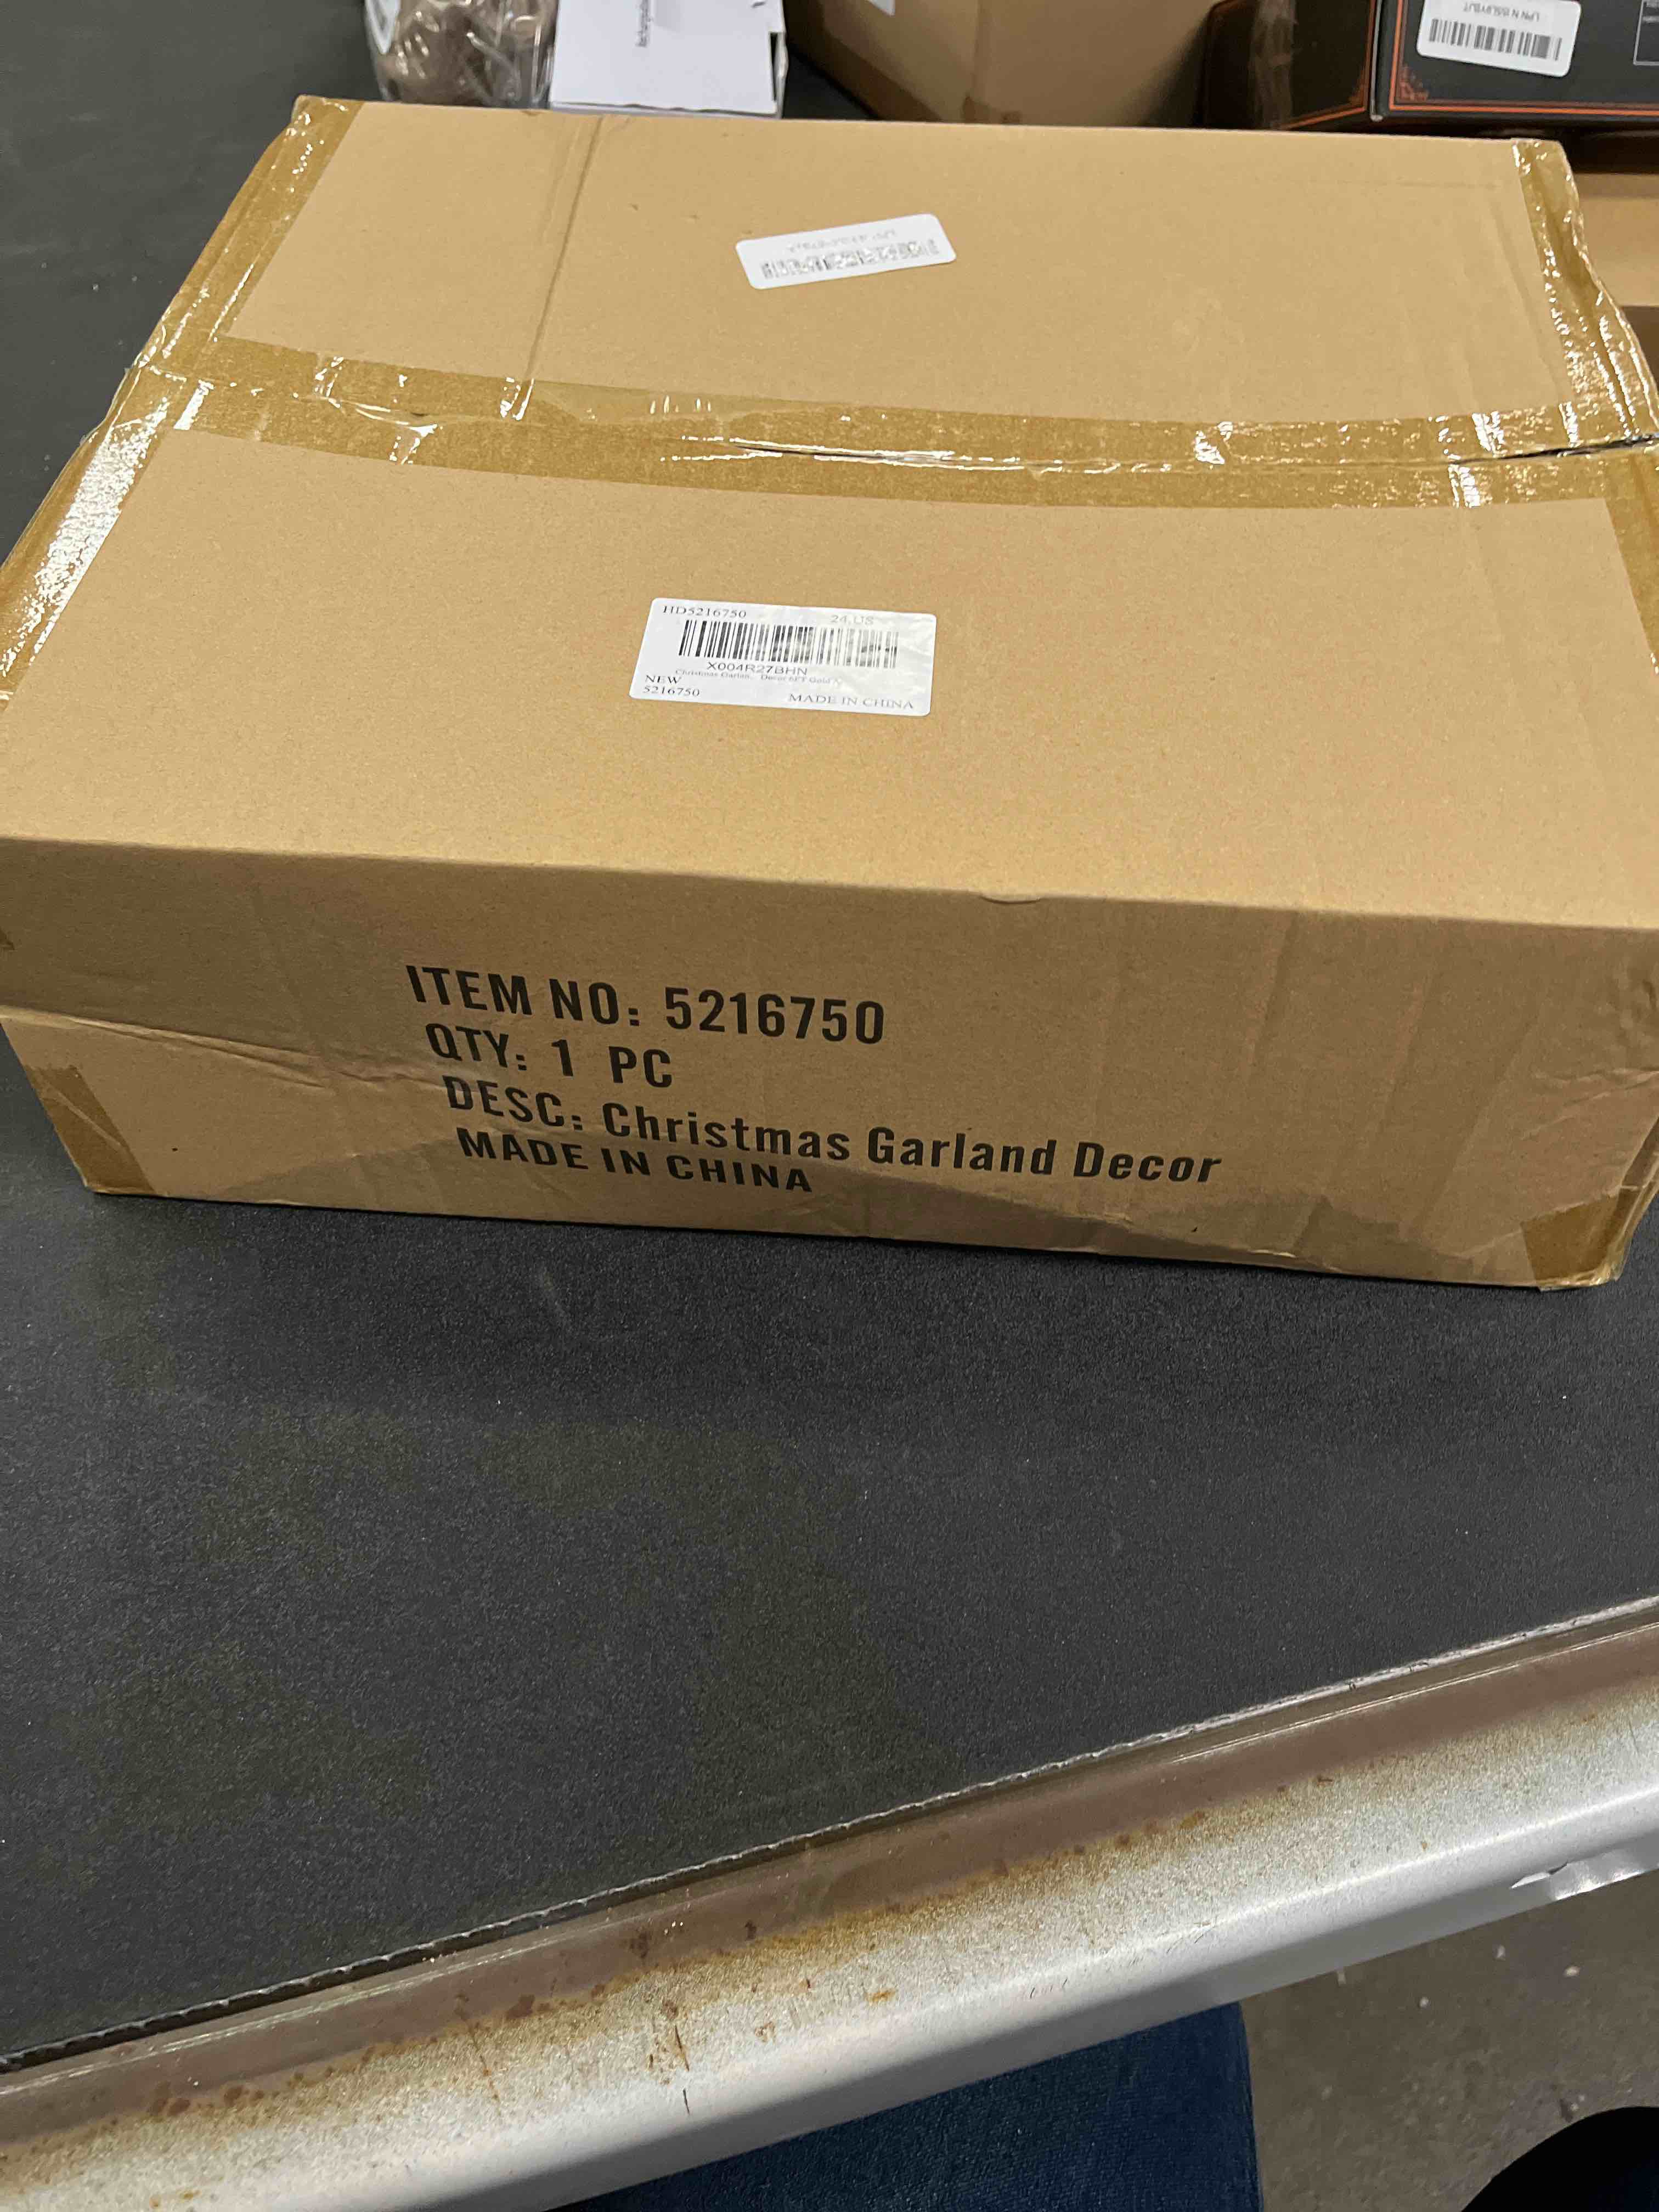 HD5216750 24.US
X004R27BHN
NEW
5216750 MADE IN CHINA
ITEM NO: 5216750
QTY: 1 PC
DESC: Christmas Garland Decor
MADE IN CHINA